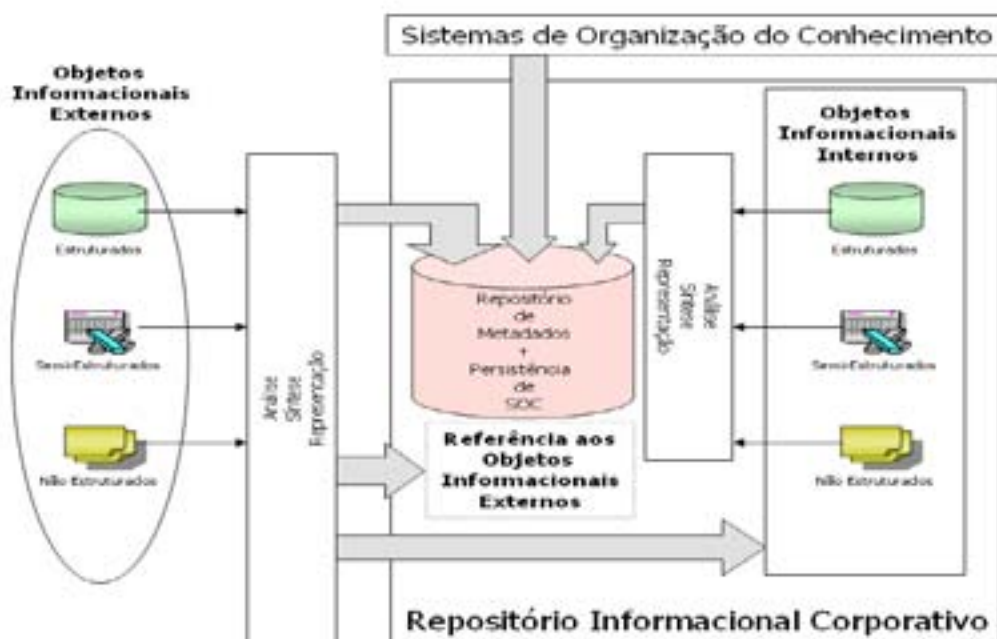 Sistemas de Organização do Conhecimento
Objetos
Informacionais
Externos
Estruturados
Semi-Estruturados
Não Estruturados
Análise
Síntese
Representação
Repositório
de
Metadados
+
Persistência
de
SOC
Referência aos
Objetos
Informacionais
Externos
Análise
Síntese
Representação
Objetos
Informacionais
Internos
Estruturados
Semi-Estruturados
Não Estruturados
Repositório Informacional Corporativo